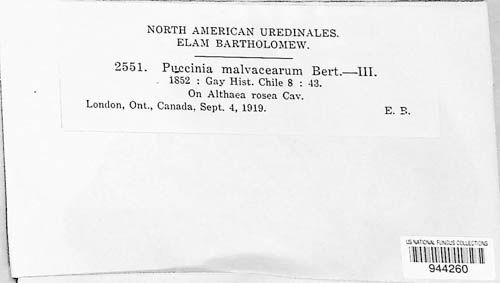 NORTH AMERICAN UREDINALES.
ELAM BARTHOLOMEW.
2551. Puccinia malvacearum Bert.—III.
1852 : Gay Hist. Chile 8 : 43.
On Althaea rosea Cav.
London, Ont., Canada, Sept. 4, 1919. E. B.
US NATIONAL FUNGUS COLLECTIONS
944260